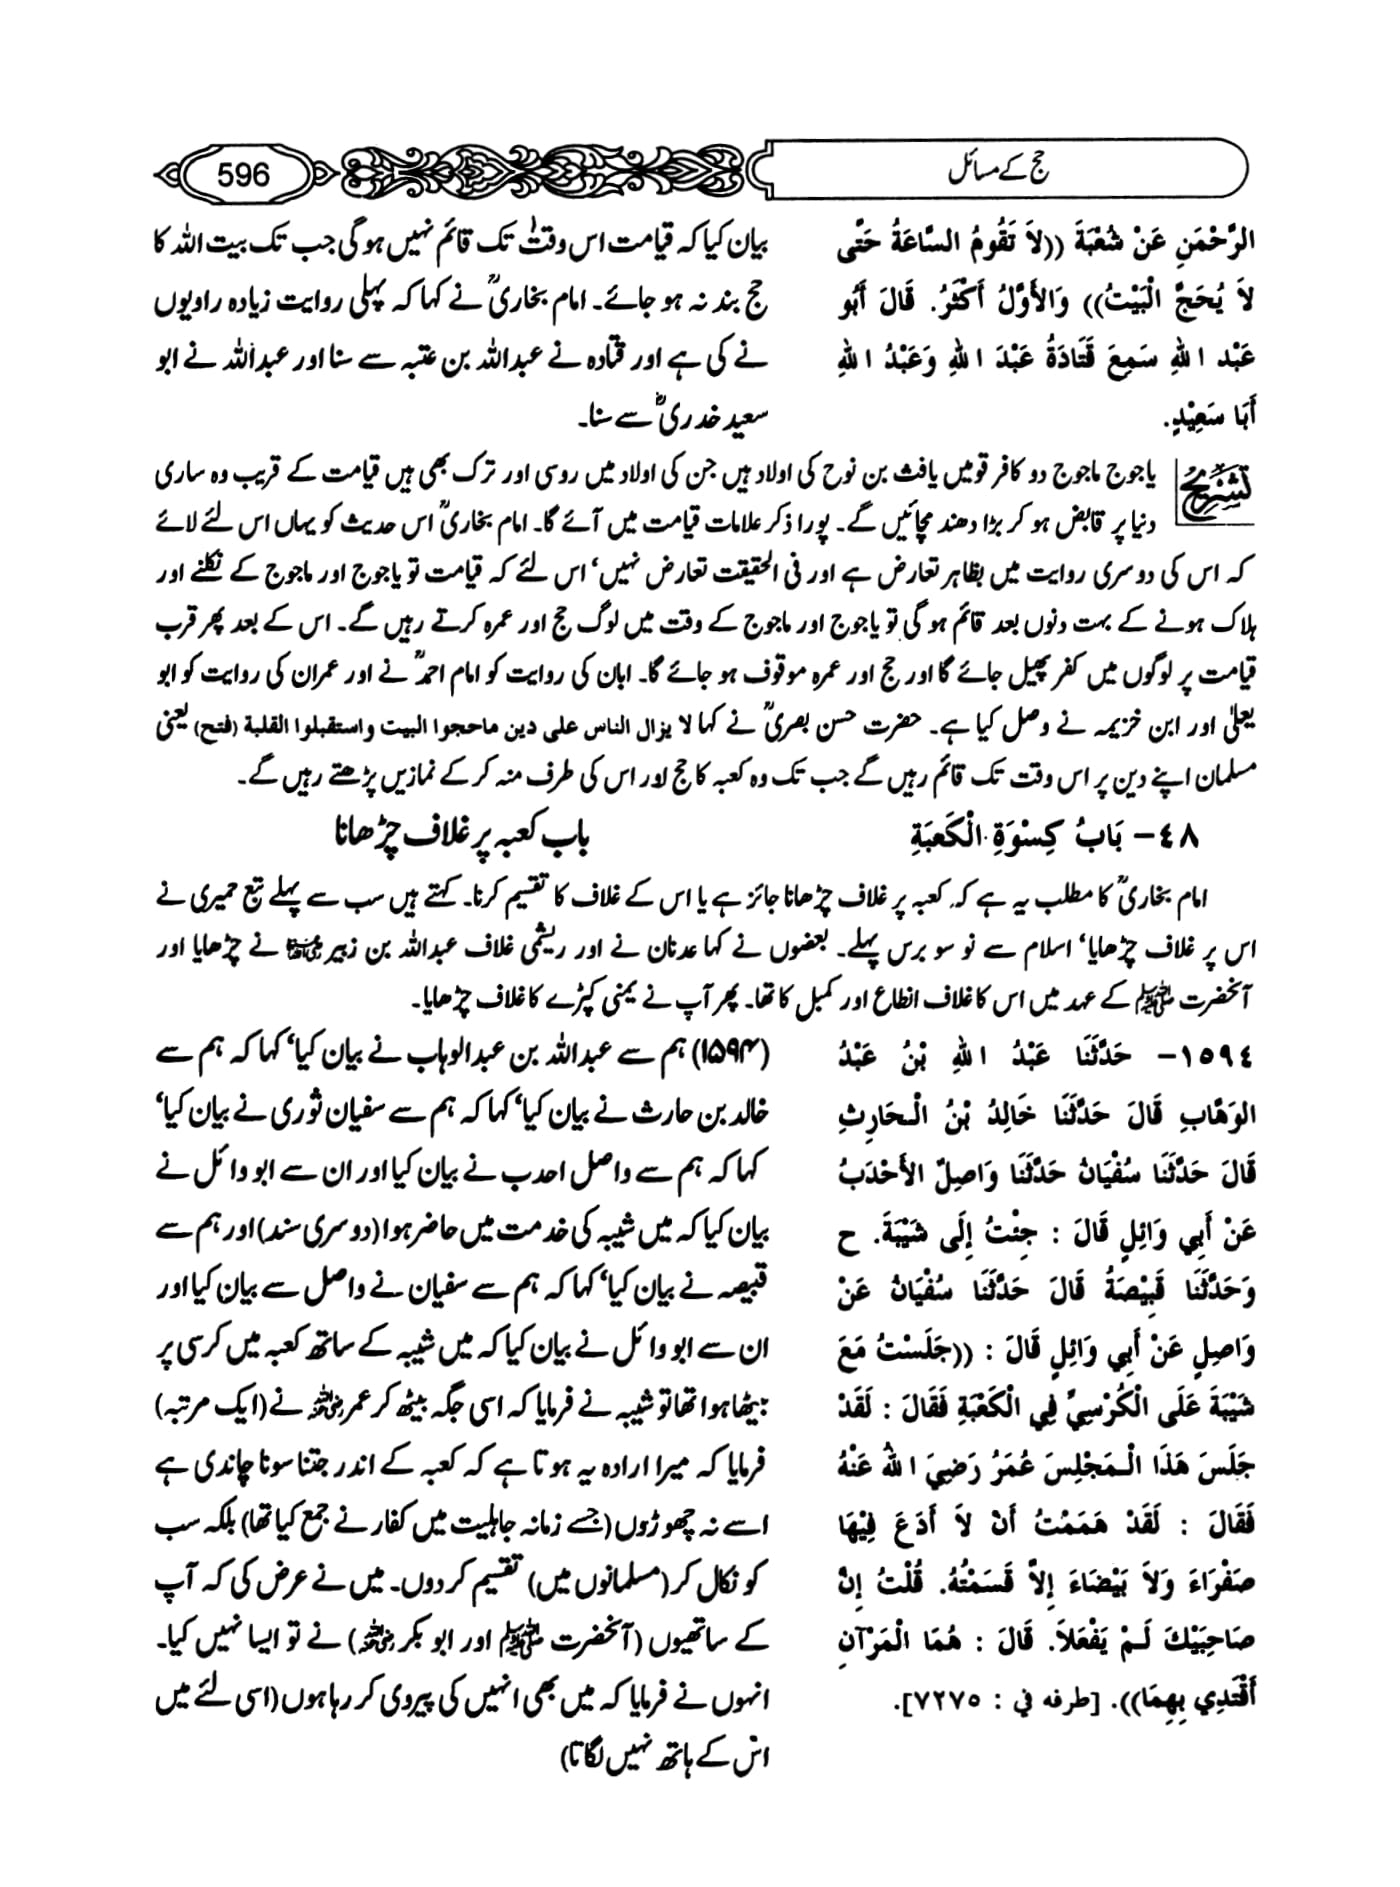 حج کے مسائل
596
الرَّحْمَنِ عَنْ شُعْبَةَ ((لاَ تَقُومُ السَّاعَةُ حَتَّى
لاَ يُحَجَّ الْبَيْتُ)) وَالأَوَّلُ أَكْثَرُ. قَالَ أَبُو
عَبْد ا للهِ سَمِعَ قَتَادَةُ عَبْدَ ا للهِ وَعَبْدُ ا للهِ
أَبَا سَعِيْدٍ.
بیان کیا کہ قیامت اس وقت تک قائم نہیں ہوگی جب تک بیت اللہ کا
حج بند نہ ہو جائے۔ امام بخاریؒ نے کہا کہ پہلی روایت زیادہ راویوں
نے کی ہے اور قتادہ نے عبداللہ بن عتبہ سے سنا اور عبداللہ نے ابو
سعید خدریؓ سے سنا۔
تشریح
یاجوج ماجوج دو کافر قومیں یافث بن نوح کی اولاد ہیں جن کی اولاد میں روسی اور ترک بھی ہیں قیامت کے قریب وہ ساری
دنیا پر قابض ہو کر بڑا دھند مچائیں گے۔ پورا ذکر علامات قیامت میں آئے گا۔ امام بخاریؒ اس حدیث کو یہاں اس لئے لائے
کہ اس کی دوسری روایت میں بظاہر تعارض ہے اور فی الحقیقت تعارض نہیں‘ اس لئے کہ قیامت تو یاجوج اور ماجوج کے نکلنے اور
ہلاک ہونے کے بہت دنوں بعد قائم ہوگی تو یاجوج اور ماجوج کے وقت میں لوگ حج اور عمرہ کرتے رہیں گے۔ اس کے بعد پھر قرب
قیامت پر لوگوں میں کفر پھیل جائے گا اور حج اور عمرہ موقوف ہو جائے گا۔ ابان کی روایت کو امام احمدؒ نے اور عمران کی روایت کو ابو
یعلیٰ اور ابن خزیمہ نے وصل کیا ہے۔ حضرت حسن بصریؒ نے کہا لا یزال الناس علی دین ماحجوا البیت واستقبلوا القلبة (فتح) یعنی
مسلمان اپنے دین پر اس وقت تک قائم رہیں گے جب تک وہ کعبہ کا حج اور اس کی طرف منہ کر کے نمازیں پڑھتے رہیں گے۔
٤٨- بَابُ كِسْوَةِ الْكَعْبَةِ
باب کعبہ پر غلاف چڑھانا
امام بخاریؒ کا مطلب یہ ہے کہ کعبہ پر غلاف چڑھانا جائز ہے یا اس کے غلاف کا تقسیم کرنا۔ کہتے ہیں سب سے پہلے تبع حمیری نے
اس پر غلاف چڑھایا‘ اسلام سے نو سو برس پہلے۔ بعضوں نے کہا عدنان نے اور ریشمی غلاف عبداللہ بن زبیر رضی اللہ عنہما نے چڑھایا اور
آنحضرت ﷺ کے عہد میں اس کا غلاف انطاع اور کمبل کا تھا۔ پھر آپ نے یمنی کپڑے کا غلاف چڑھایا۔
١٥٩٤- حَدَّثَنَا عَبْدُ ا للهِ بْنُ عَبْدُ
الوَهَّابِ قَالَ حَدَّثَنَا خَالِدُ بْنُ الْحَارِثِ
قَالَ حَدَّثَنَا سُفْيَانُ حَدَّثَنَا وَاصِلٌ الأَحْدَبُ
عَنْ أَبِي وَائِلٍ قَالَ : جِئْتُ إِلَى شَيْبَةَ. ح
وَحَدَّثَنَا قَبِيْصَةُ قَالَ حَدَّثَنَا سُفْيَانُ عَنْ
وَاصِلٍ عَنْ أَبِي وَائِلٍ قَالَ : ((جَلَسْتُ مَعَ
شَيْبَةَ عَلَى الْكُرْسِيِّ فِي الْكَعْبَةِ فَقَالَ : لَقَدْ
جَلَسَ هَذَا الْمَجْلِسَ عُمَرُ رَضِيَ ا للهُ عَنْهُ
فَقَالَ : لَقَدْ هَمَمْتُ أَنْ لاَ أَدَعَ فِيْهَا
صَفْرَاءَ وَلاَ بَيْضَاءَ إِلاَّ قَسَمْتُهُ. قُلْتُ إِنَّ
صَاحِبَيْكَ لَمْ يَفْعَلاَ. قَالَ : هُمَا الْمَرْآنِ
أَقْتَدِي بِهِمَا)). [طرفه في : ٧٢٧٥].
(۱۵۹۴) ہم سے عبداللہ بن عبدالوہاب نے بیان کیا‘ کہا کہ ہم سے
خالد بن حارث نے بیان کیا‘ کہا کہ ہم سے سفیان ثوری نے بیان کیا‘
کہا کہ ہم سے واصل احدب نے بیان کیا اور ان سے ابووائل نے
بیان کیا کہ میں شیبہ کی خدمت میں حاضر ہوا (دوسری سند) اور ہم سے
قبیصہ نے بیان کیا‘ کہا کہ ہم سے سفیان نے واصل سے بیان کیا اور
ان سے ابووائل نے بیان کیا کہ میں شیبہ کے ساتھ کعبہ میں کرسی پر
بیٹھا ہوا تھا تو شیبہ نے فرمایا کہ اسی جگہ بیٹھ کر عمر رضی اللہ عنہ نے (ایک مرتبہ)
فرمایا کہ میرا ارادہ یہ ہوتا ہے کہ کعبہ کے اندر جتنا سونا چاندی ہے
اسے نہ چھوڑوں (جسے زمانہ جاہلیت میں کفار نے جمع کیا تھا) بلکہ سب
کو نکال کر (مسلمانوں میں) تقسیم کردوں۔ میں نے عرض کی کہ آپ
کے ساتھیوں (آنحضرت ﷺ اور ابوبکر رضی اللہ عنہ) نے تو ایسا نہیں کیا۔
انہوں نے فرمایا کہ میں بھی انہیں کی پیروی کر رہا ہوں (اسی لئے میں
اس کے ہاتھ نہیں لگاتا)